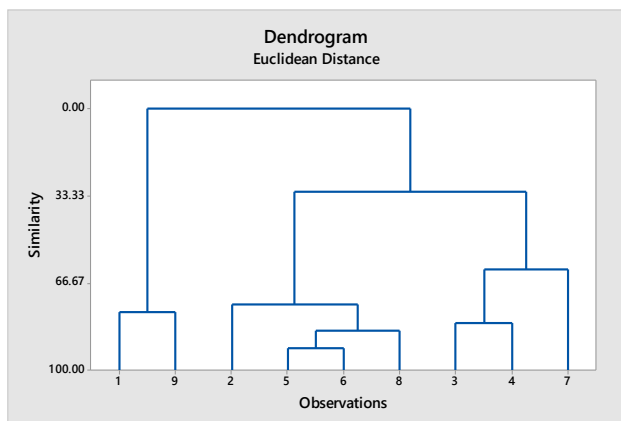 Dendrogram
Euclidean Distance
Similarity
0.00
33.33
66.67
100.00
1 9 2 5 6 8 3 4 7
Observations